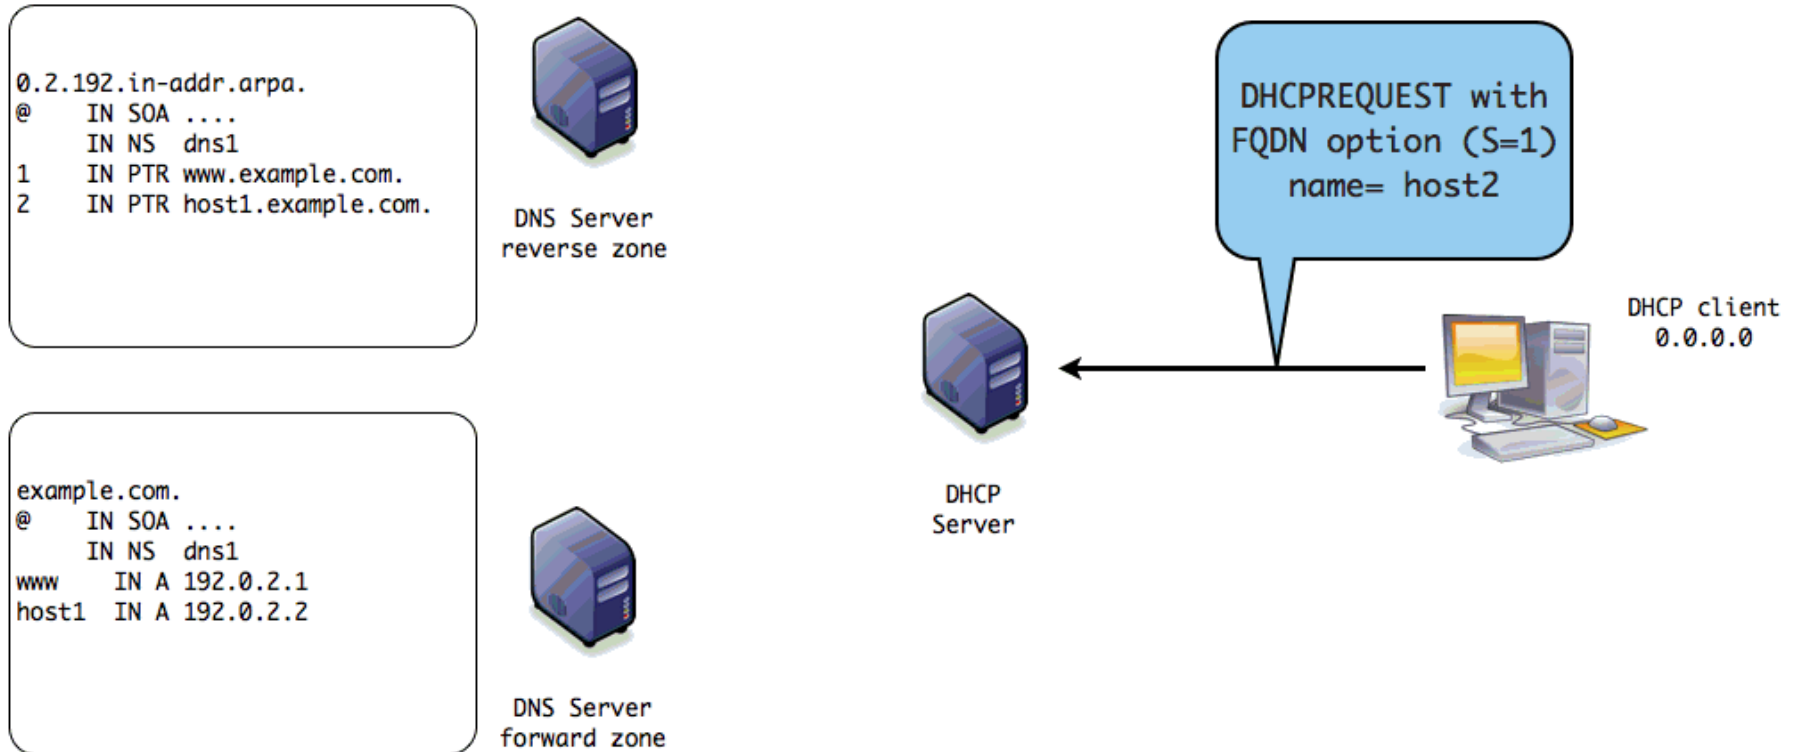 0.2.192.in-addr.arpa.
@    IN SOA ....
     IN NS  dns1
1    IN PTR www.example.com.
2    IN PTR host1.example.com.
DNS Server
reverse zone
DHCPREQUEST with
FQDN option (S=1)
name= host2
DHCP client
0.0.0.0
DHCP
Server
example.com.
@    IN SOA ....
     IN NS  dns1
www    IN A 192.0.2.1
host1  IN A 192.0.2.2
DNS Server
forward zone